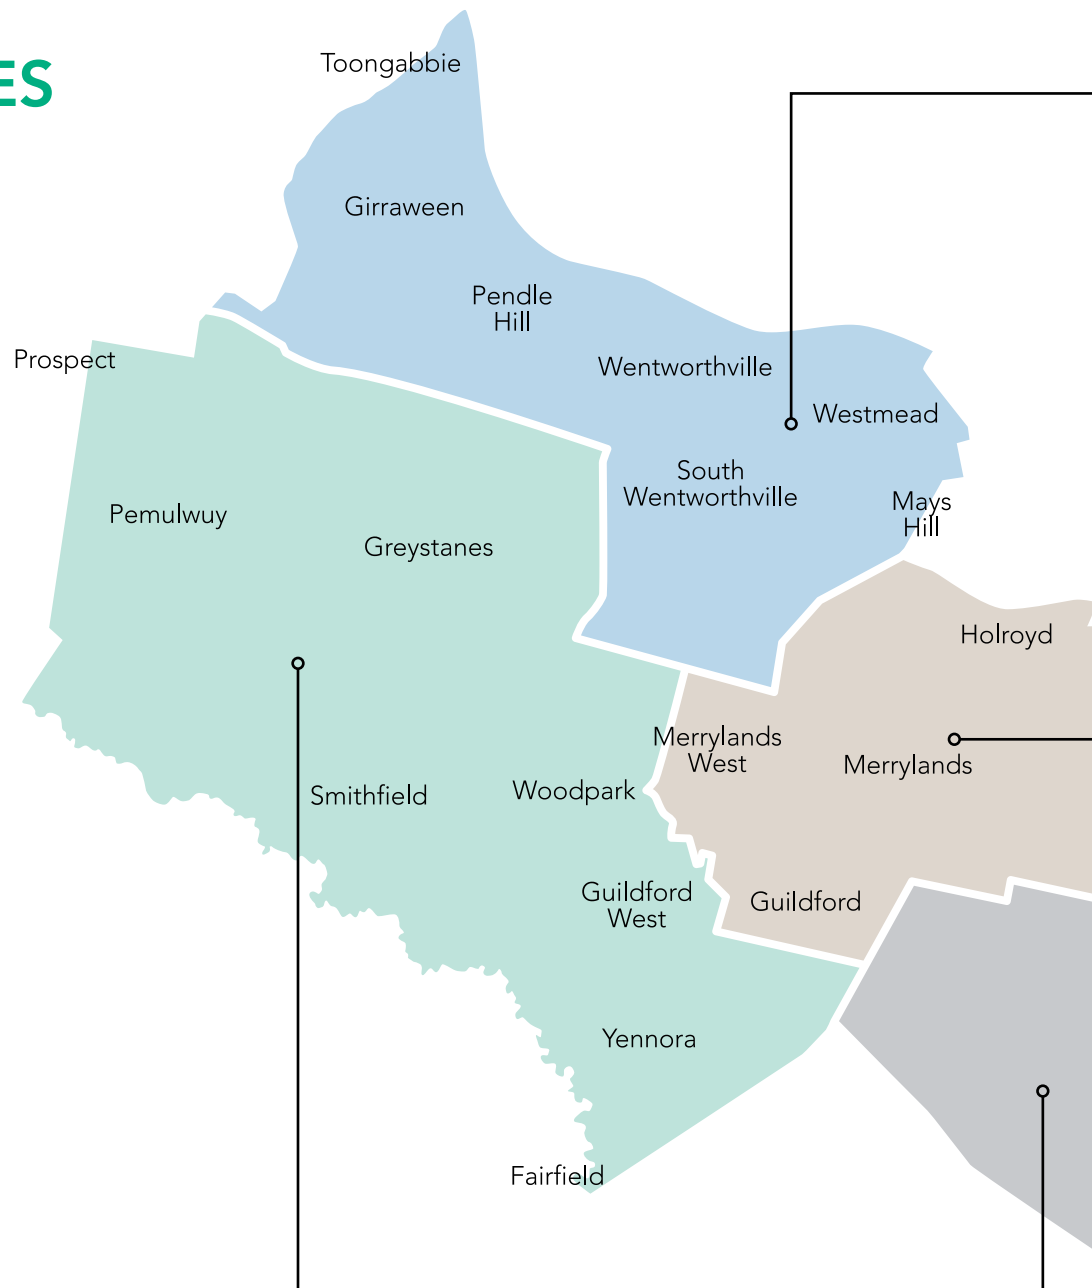 ES
Toongabbie
Girraween
Pendle
Hill
Prospect
Wentworthville
Westmead
South
Wentworthville
Mays
Hill
Pemulwuy
Greystanes
Holroyd
Merrylands
West
Merrylands
Smithfield
Woodpark
Guildford
West
Guildford
Yennora
Fairfield